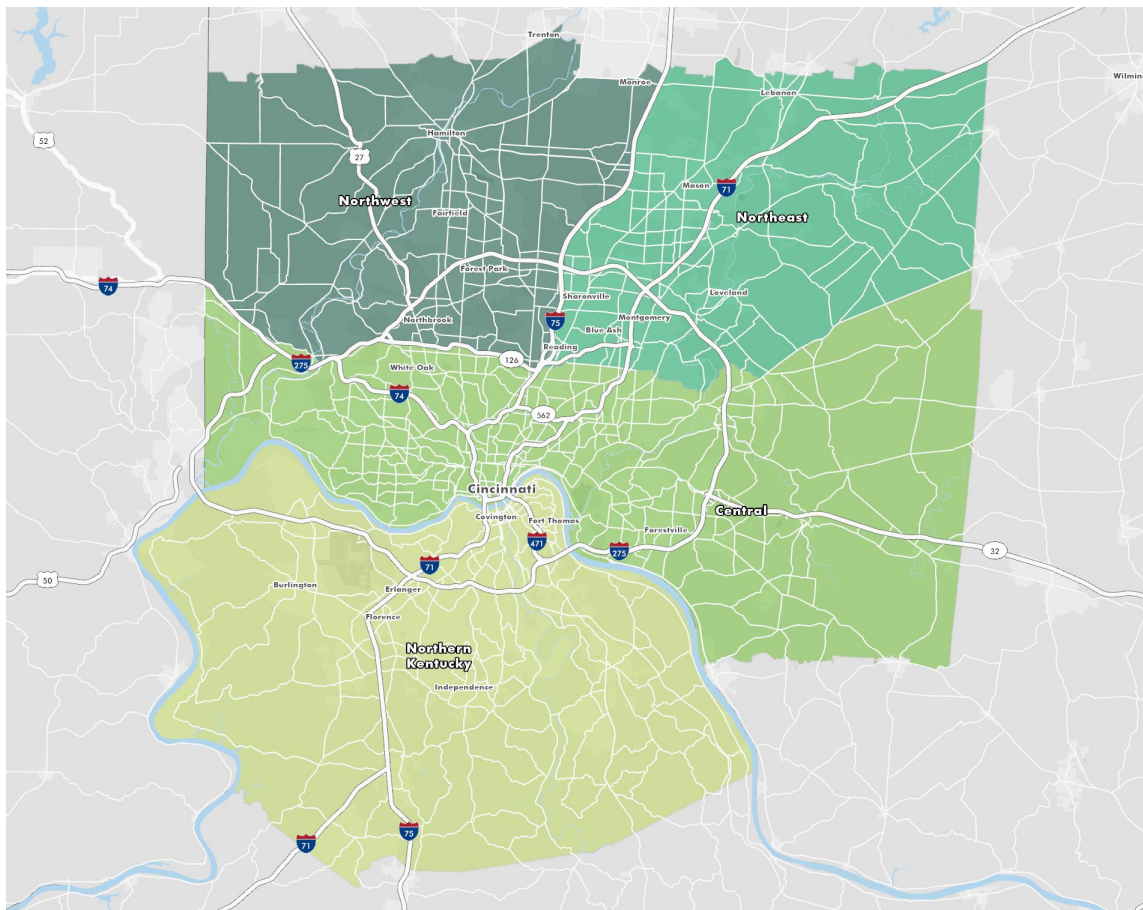 Trenton
Monroe
Lebanon
Wilmin
Hamilton
52
27
Mason
71
Northwest
Fairfield
Northeast
Forest Park
74
Loveland
Sharonville
Northbrook
75
Montgomery
Blue Ash
Reading
126
275
White Oak
74
562
Cincinnati
Covington
Fort Thomas
Central
Forestville
471
275
32
71
50
Burlington
Erlanger
Florence
Northern
Kentucky
Independence
71
75